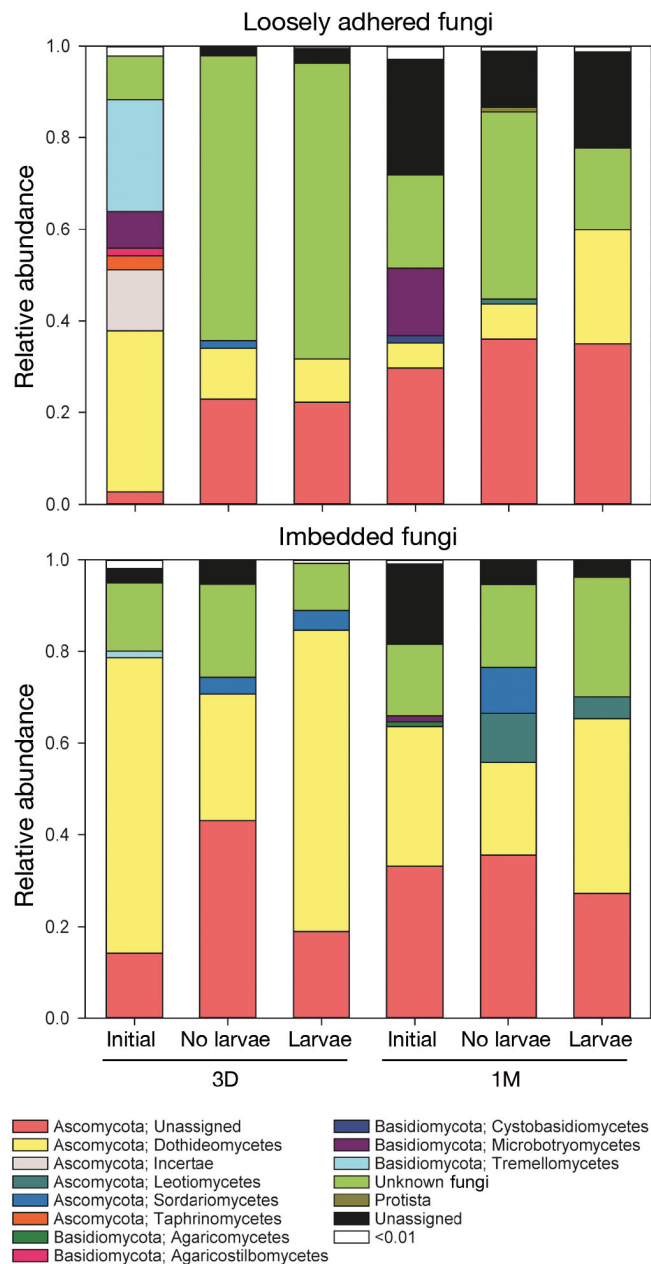 Loosely adhered fungi
1.0
0.8
0.6
0.4
0.2
0.0
Relative abundance
Imbedded fungi
1.0
0.8
0.6
0.4
0.2
0.0
Relative abundance
Initial No larvae Larvae Initial No larvae Larvae
3D 1M
Ascomycota; Unassigned
Ascomycota; Dothideomycetes
Ascomycota; Incertae
Ascomycota; Leotiomycetes
Ascomycota; Sordariomycetes
Ascomycota; Taphrinomycetes
Basidiomycota; Agaricomycetes
Basidiomycota; Agaricostilbomycetes
Basidiomycota; Cystobasidiomycetes
Basidiomycota; Microbotryomycetes
Basidiomycota; Tremellomycetes
Unknown fungi
Protista
Unassigned
<0.01